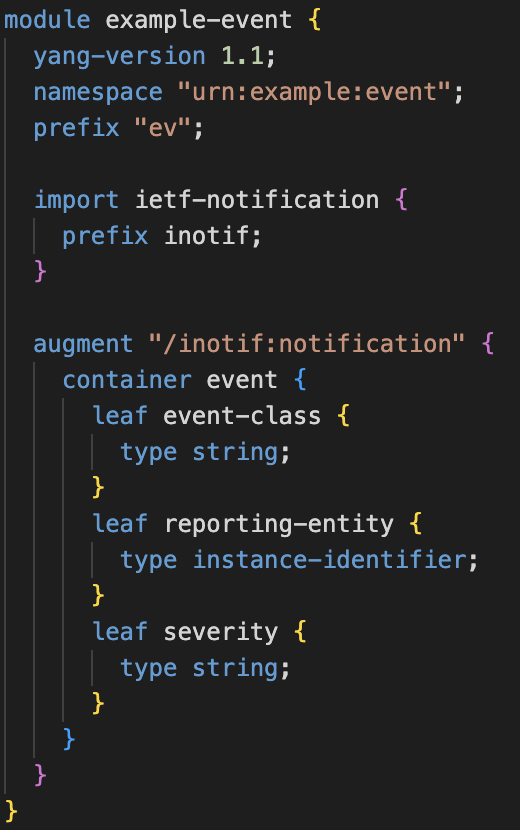 module example-event {
  yang-version 1.1;
  namespace "urn:example:event";
  prefix "ev";

  import ietf-notification {
    prefix inotif;
  }

  augment "/inotif:notification" {
    container event {
      leaf event-class {
        type string;
      }
      leaf reporting-entity {
        type instance-identifier;
      }
      leaf severity {
        type string;
      }
    }
  }
}